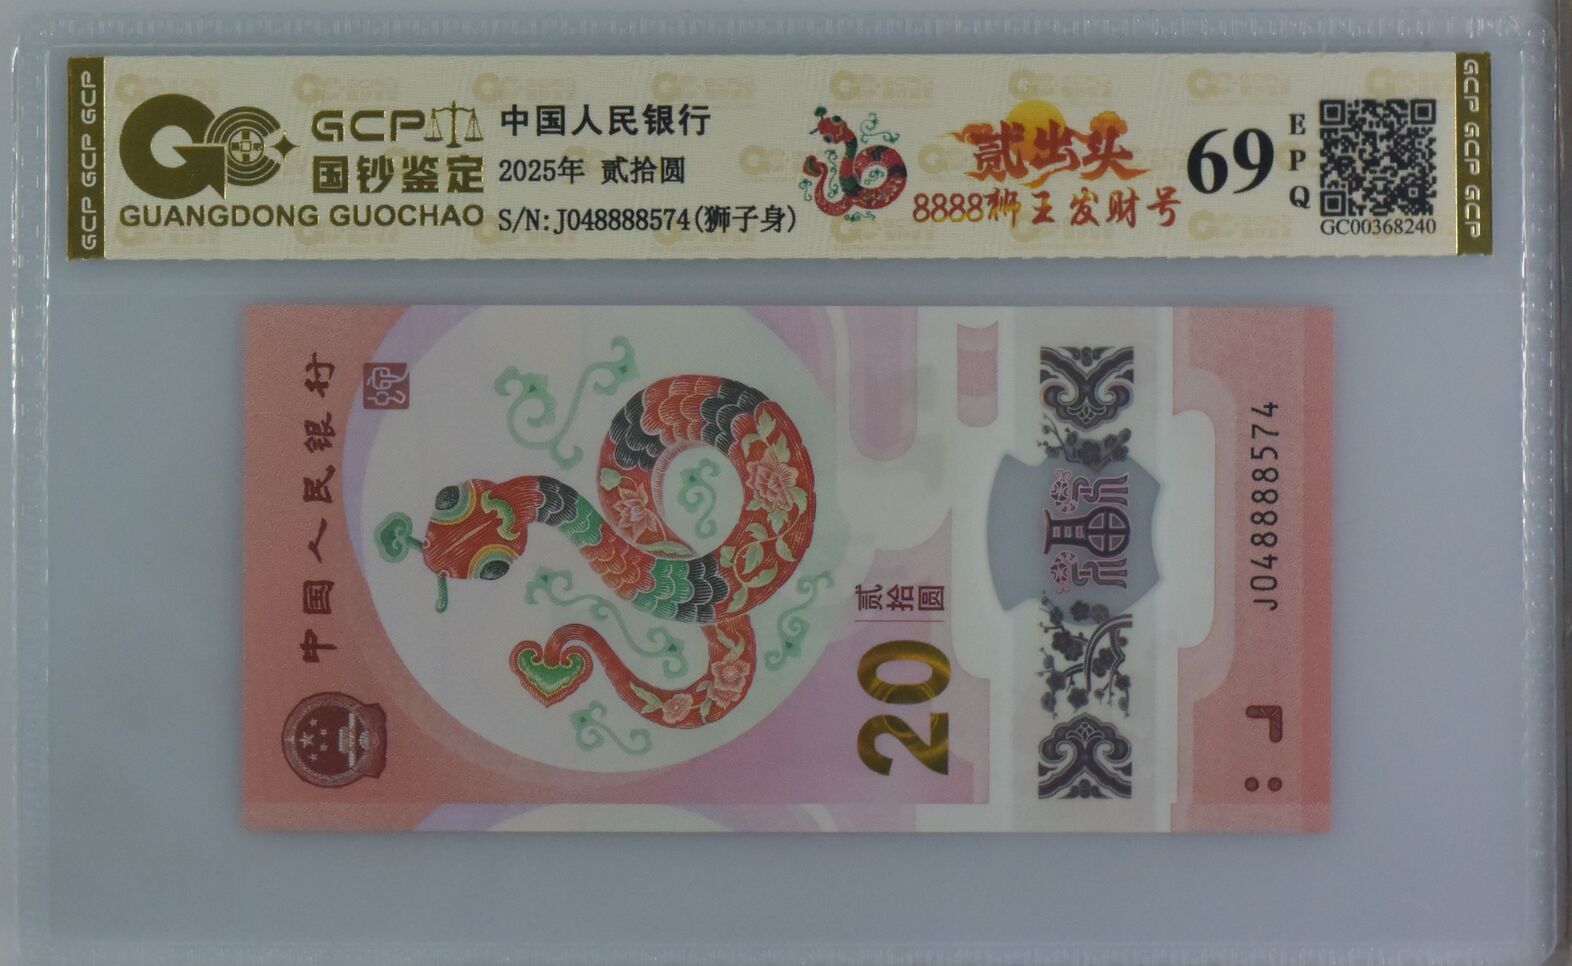 GCP GCP GCP
GCP
国钞鉴定
GUANGDONG GUOCHAO
中国人民银行
2025年 贰拾圆
S/N:J048888574(狮子身)
贰出头
8888狮王发财号
69
EPQ
GC00368240
GCP GCP GCP
中国人民银行
贰拾圆
20
福
J048888574